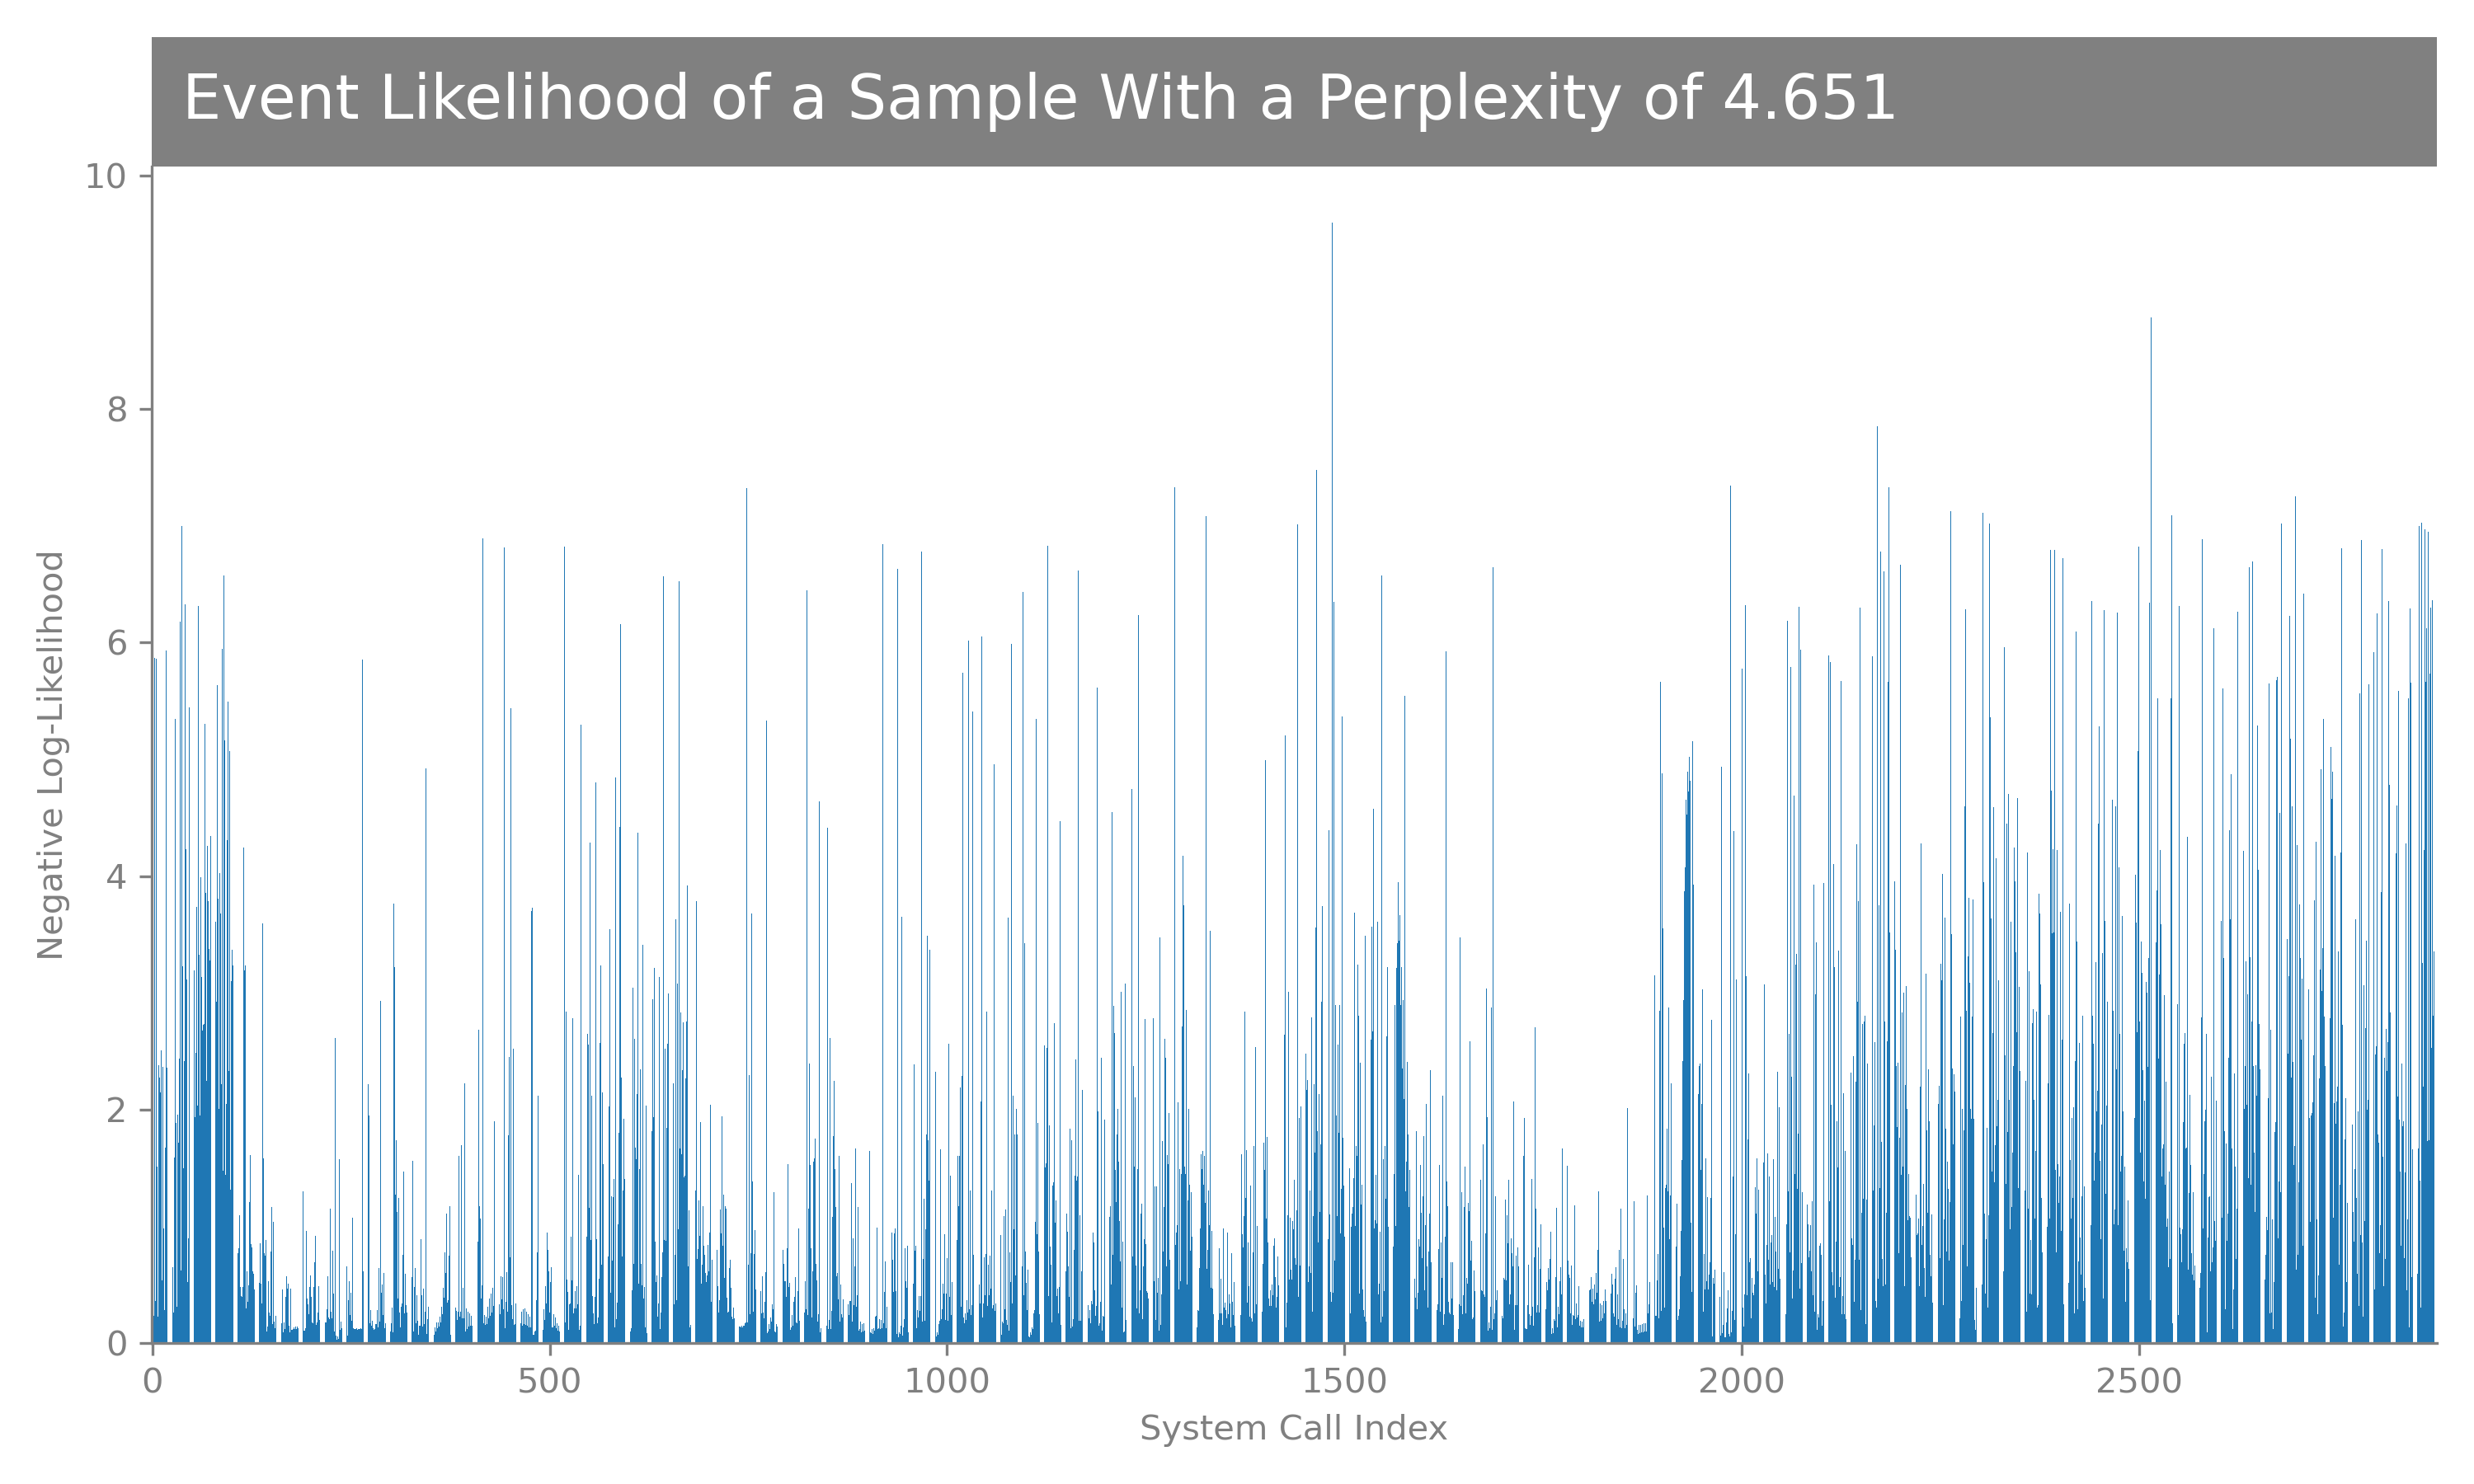 Event Likelihood of a Sample With a Perplexity of 4.651
10
8
6
4
2
0
Negative Log-Likelihood
0 500 1000 1500 2000 2500
System Call Index